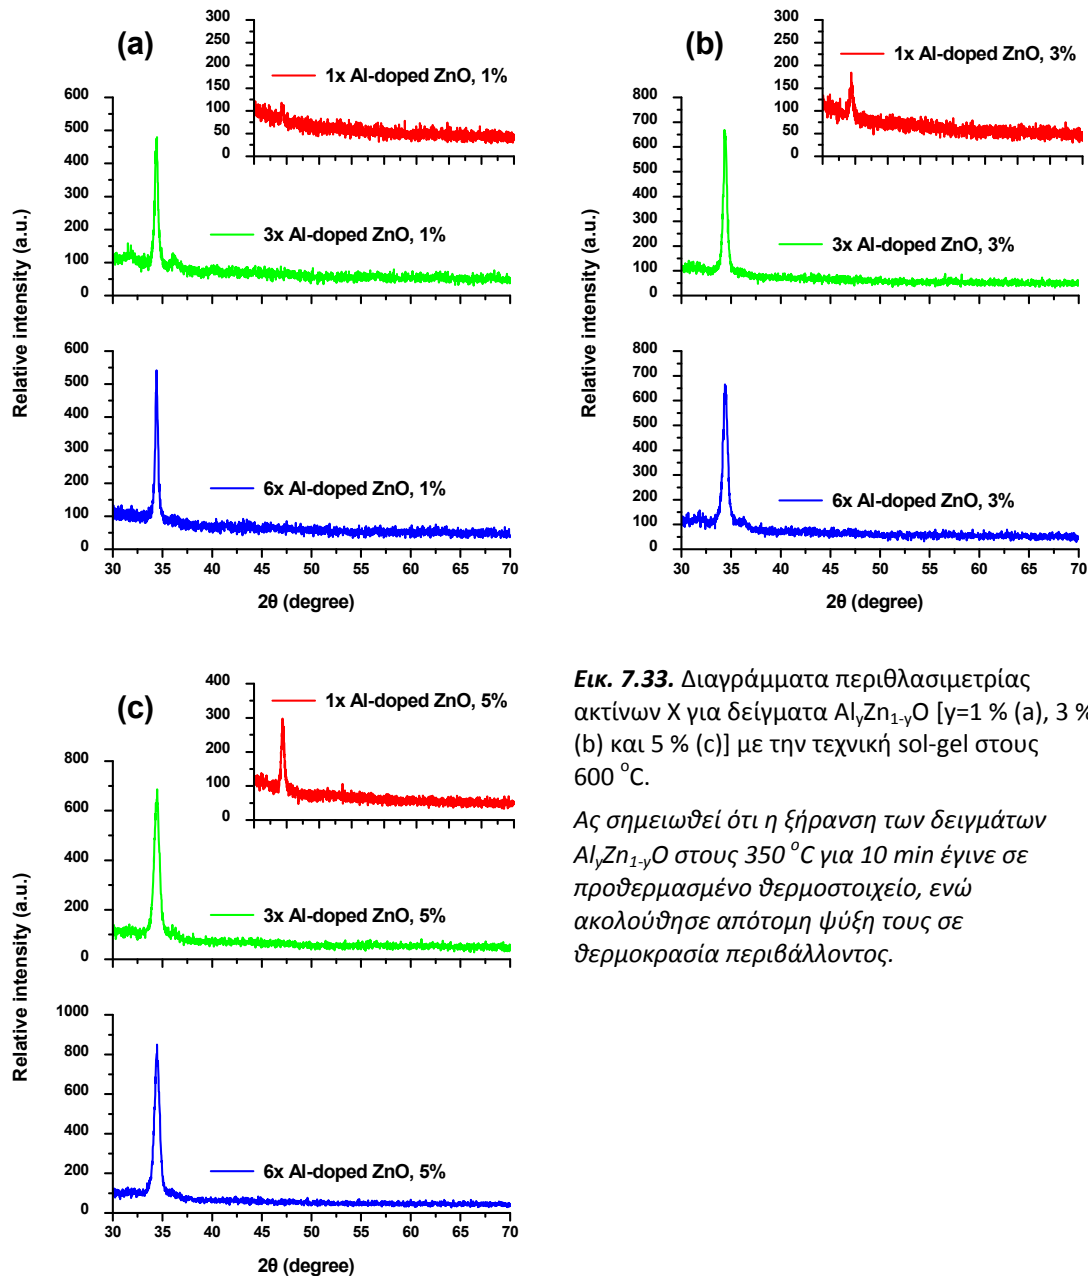 (a)
300
250
200
150
100
50
0
1x Al-doped ZnO, 1%
600
500
400
300
200
100
0
3x Al-doped ZnO, 1%
600
500
400
300
200
100
0
6x Al-doped ZnO, 1%
30 35 40 45 50 55 60 65 70
2θ (degree)
Relative intensity (a.u.)
(b)
300
250
200
150
100
50
0
1x Al-doped ZnO, 3%
800
700
600
500
400
300
200
100
0
3x Al-doped ZnO, 3%
800
700
600
500
400
300
200
100
0
6x Al-doped ZnO, 3%
30 35 40 45 50 55 60 65 70
2θ (degree)
Relative intensity (a.u.)
(c)
400
300
200
100
0
1x Al-doped ZnO, 5%
800
600
400
200
0
3x Al-doped ZnO, 5%
1000
800
600
400
200
0
6x Al-doped ZnO, 5%
30 35 40 45 50 55 60 65 70
2θ (degree)
Relative intensity (a.u.)
Εικ. 7.33. Διαγράμματα περιθλασιμετρίας
ακτίνων Χ για δείγματα AlyZn1-yO [y=1 % (a), 3 %
(b) και 5 % (c)] με την τεχνική sol-gel στους
600 °C.
Ας σημειωθεί ότι η ξήρανση των δειγμάτων
AlyZn1-yO στους 350 °C για 10 min έγινε σε
προθερμασμένο θερμοστοιχείο, ενώ
ακολούθησε απότομη ψύξη τους σε
θερμοκρασία περιβάλλοντος.